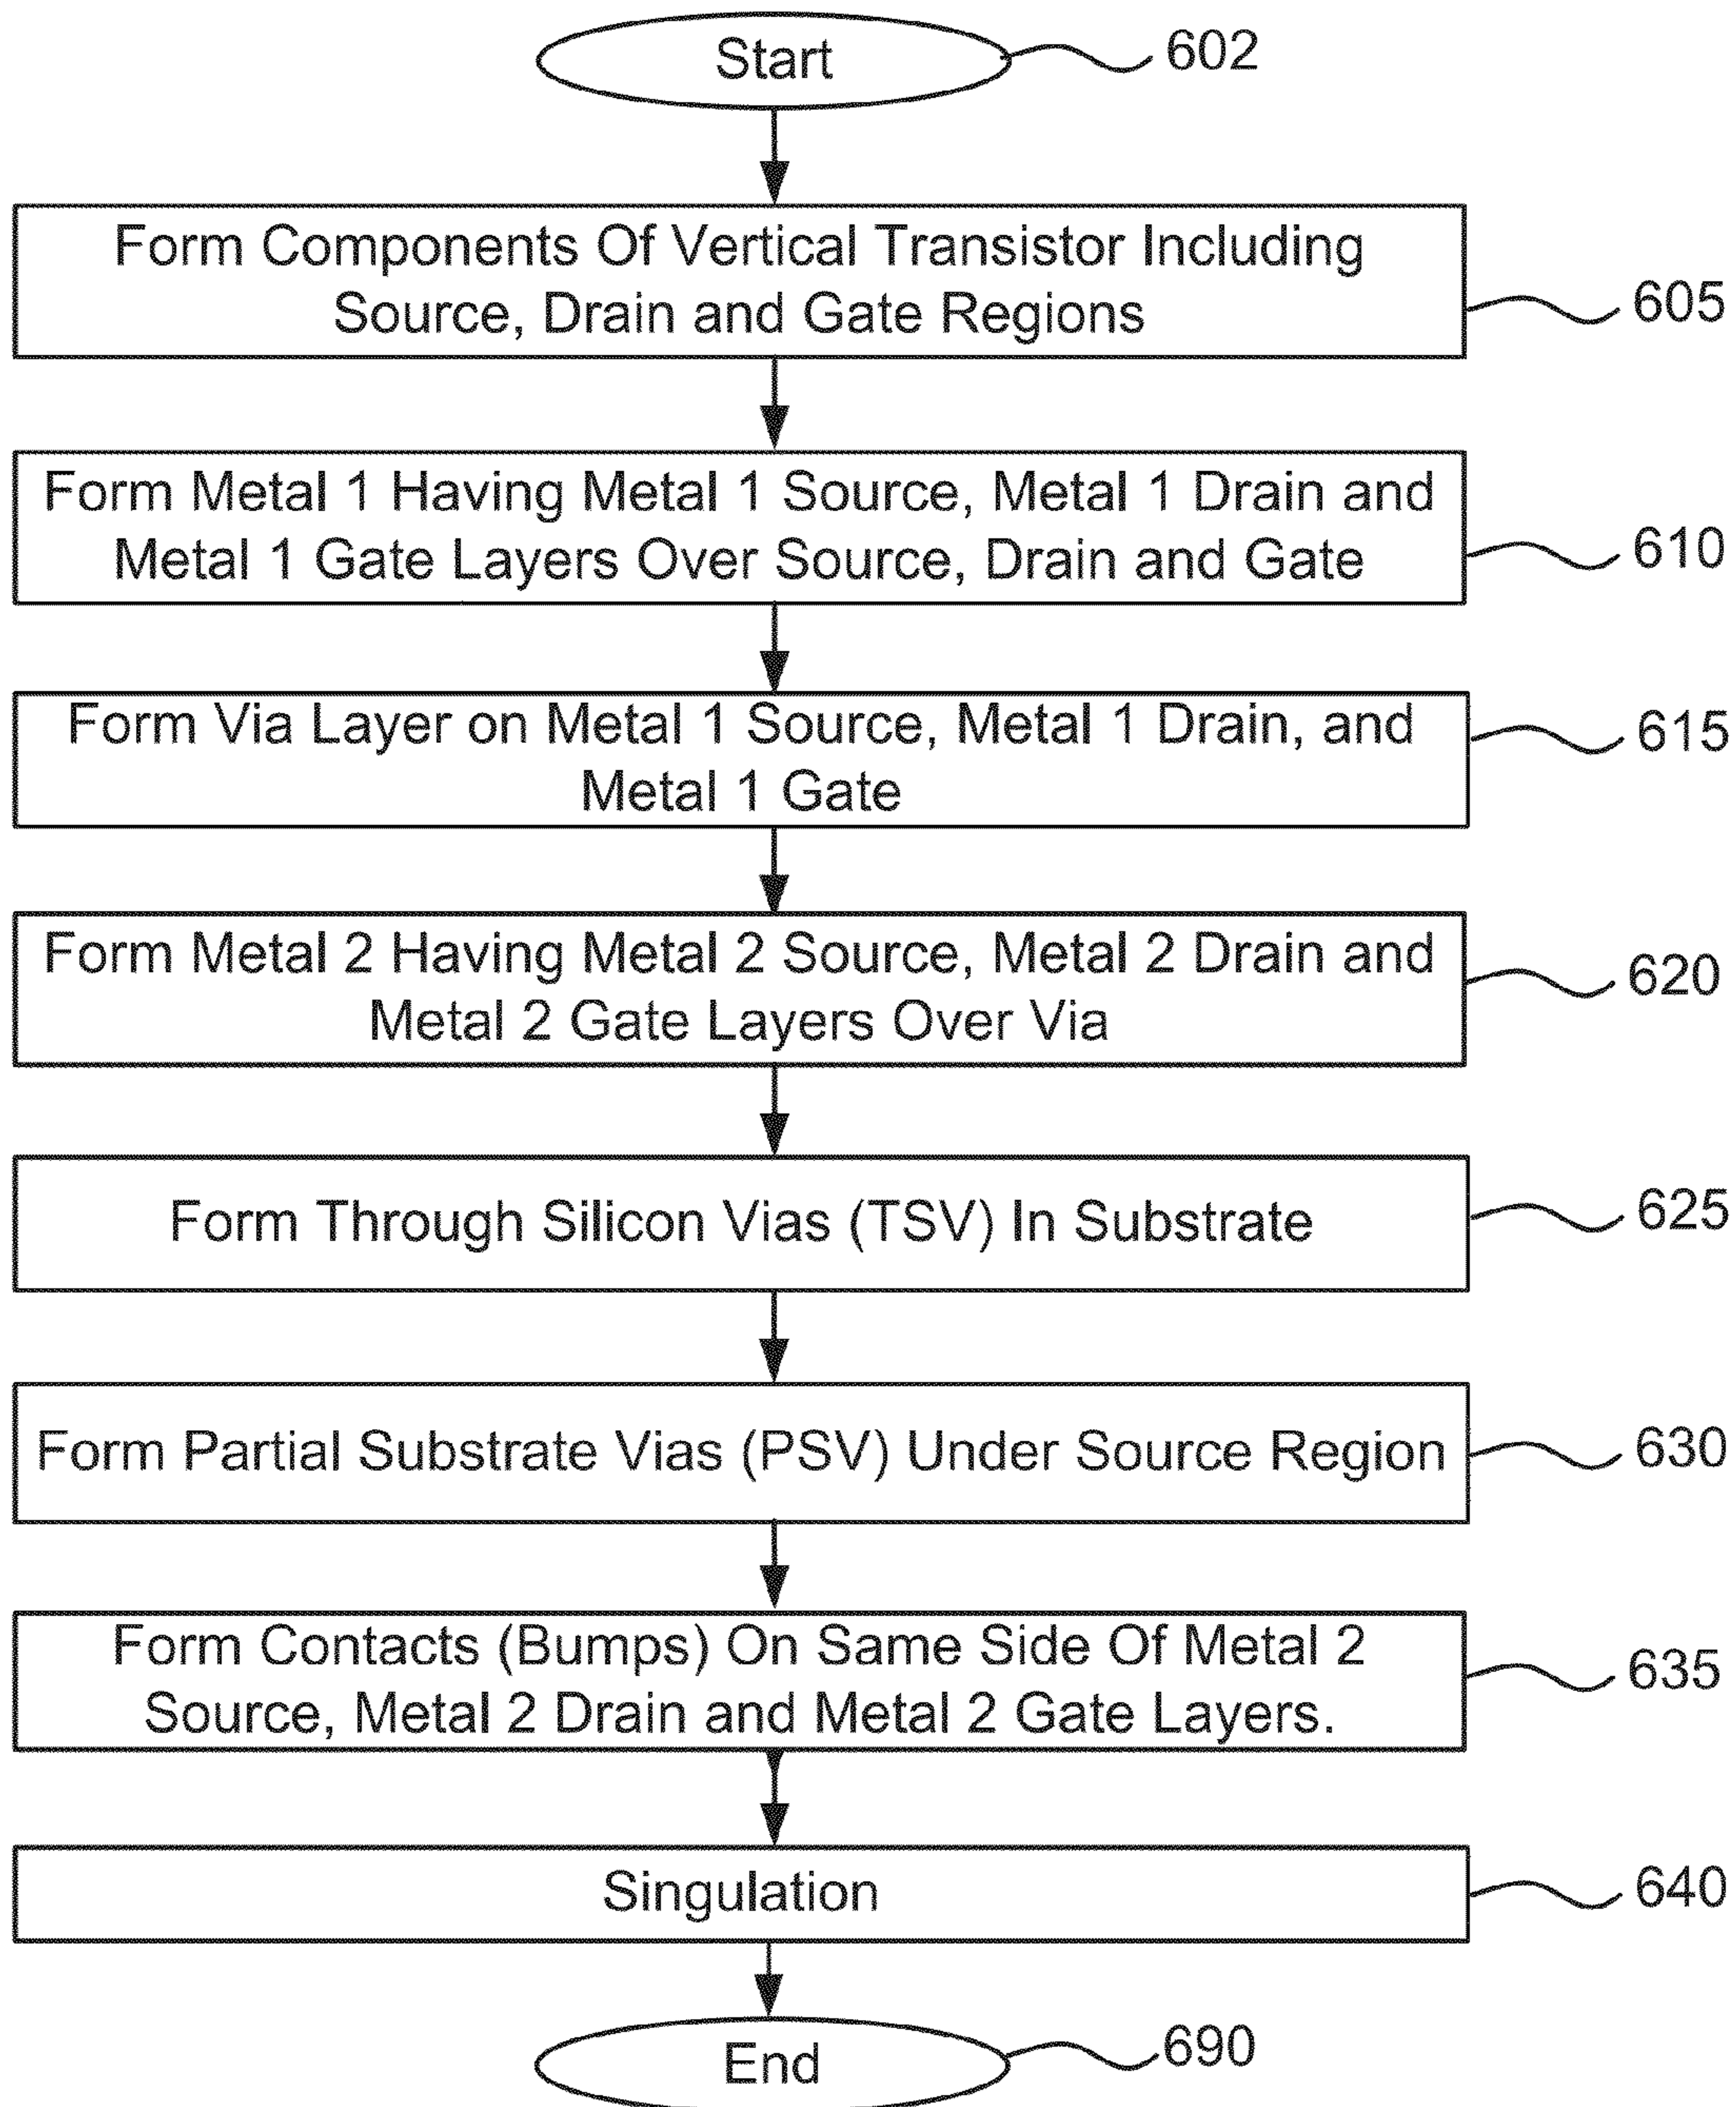 Start
602
Form Components Of Vertical Transistor Including
Source, Drain and Gate Regions
605
Form Metal 1 Having Metal 1 Source, Metal 1 Drain and
Metal 1 Gate Layers Over Source, Drain and Gate
610
Form Via Layer on Metal 1 Source, Metal 1 Drain, and
Metal 1 Gate
615
Form Metal 2 Having Metal 2 Source, Metal 2 Drain and
Metal 2 Gate Layers Over Via
620
Form Through Silicon Vias (TSV) In Substrate
625
Form Partial Substrate Vias (PSV) Under Source Region
630
Form Contacts (Bumps) On Same Side Of Metal 2
Source, Metal 2 Drain and Metal 2 Gate Layers.
635
Singulation
640
End
690